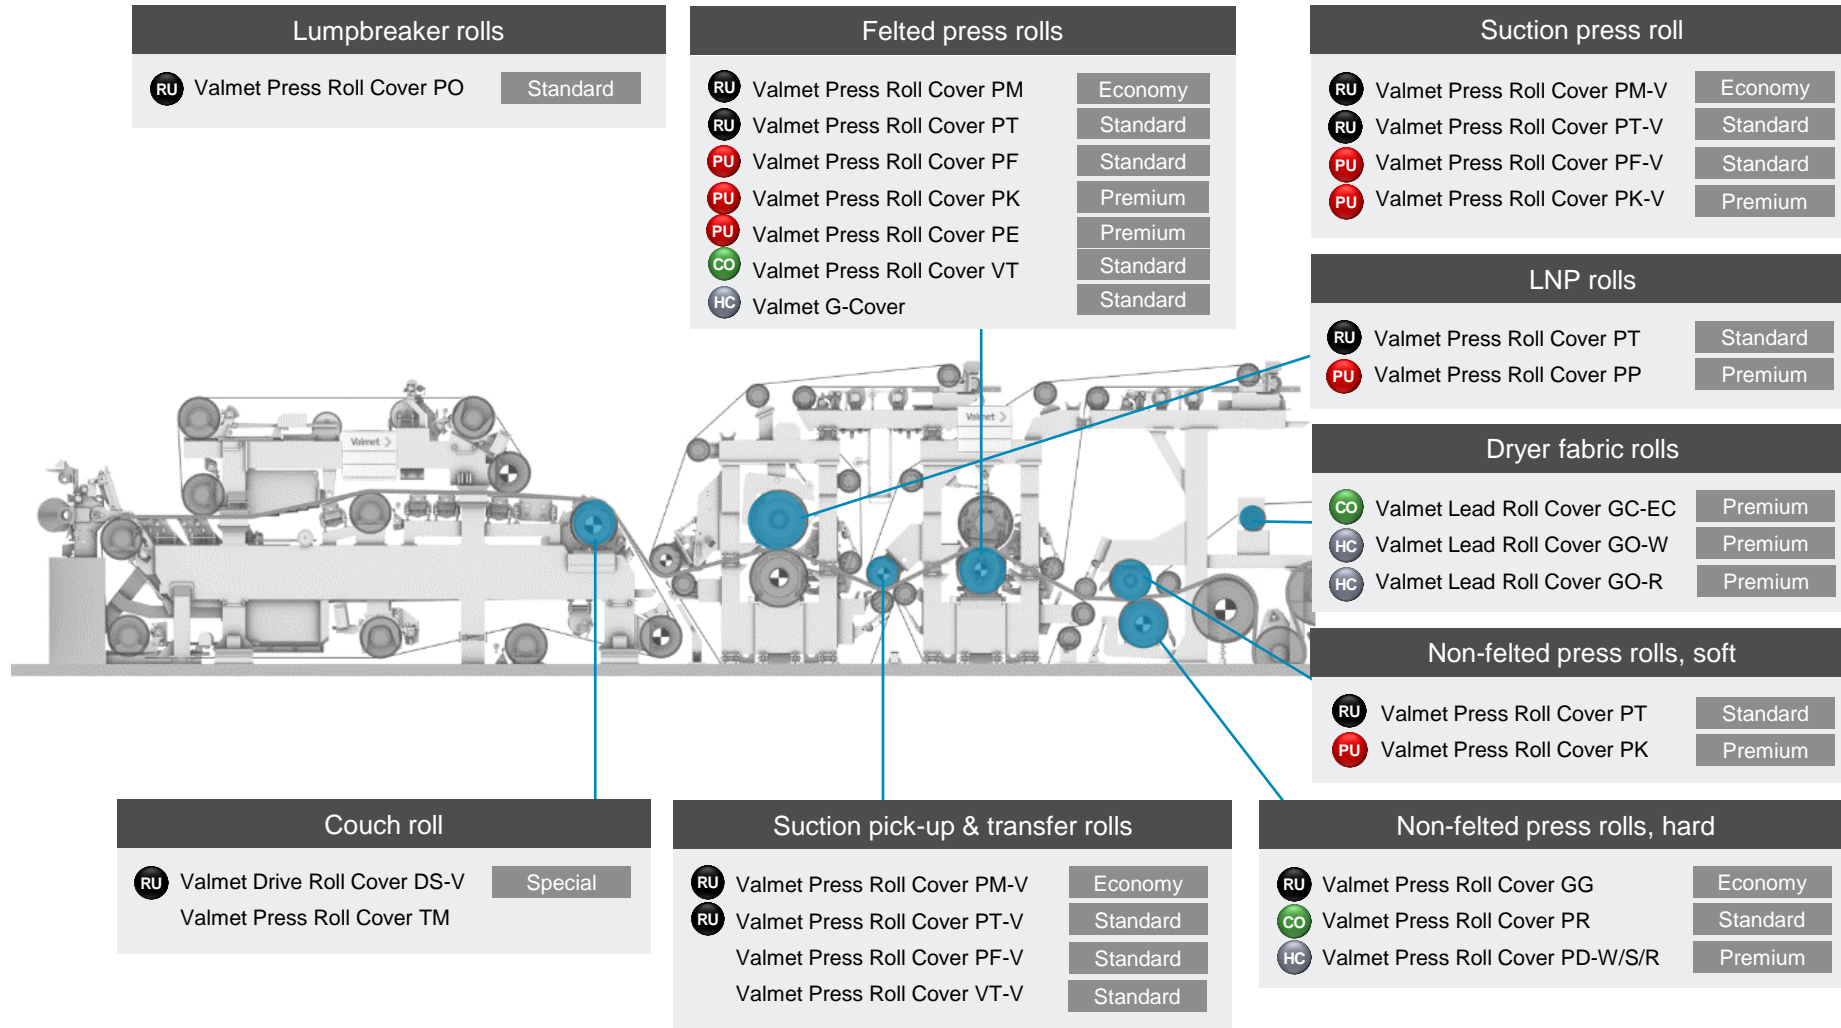 Lumpbreaker rolls
RU Valmet Press Roll Cover PO Standard
Felted press rolls
RU Valmet Press Roll Cover PM Economy
RU Valmet Press Roll Cover PT Standard
PU Valmet Press Roll Cover PF Standard
PU Valmet Press Roll Cover PK Premium
PU Valmet Press Roll Cover PE Premium
CO Valmet Press Roll Cover VT Standard
HC Valmet G-Cover Standard
Suction press roll
RU Valmet Press Roll Cover PM-V Economy
RU Valmet Press Roll Cover PT-V Standard
PU Valmet Press Roll Cover PF-V Standard
PU Valmet Press Roll Cover PK-V Premium
LNP rolls
RU Valmet Press Roll Cover PT Standard
PU Valmet Press Roll Cover PP Premium
Valmet
Valmet
Dryer fabric rolls
CO Valmet Lead Roll Cover GC-EC Premium
HC Valmet Lead Roll Cover GO-W Premium
HC Valmet Lead Roll Cover GO-R Premium
Non-felted press rolls, soft
RU Valmet Press Roll Cover PT Standard
PU Valmet Press Roll Cover PK Premium
Couch roll
RU Valmet Drive Roll Cover DS-V Special
Valmet Press Roll Cover TM
Suction pick-up & transfer rolls
RU Valmet Press Roll Cover PM-V Economy
RU Valmet Press Roll Cover PT-V Standard
Valmet Press Roll Cover PF-V Standard
Valmet Press Roll Cover VT-V Standard
Non-felted press rolls, hard
RU Valmet Press Roll Cover GG Economy
CO Valmet Press Roll Cover PR Standard
HC Valmet Press Roll Cover PD-W/S/R Premium